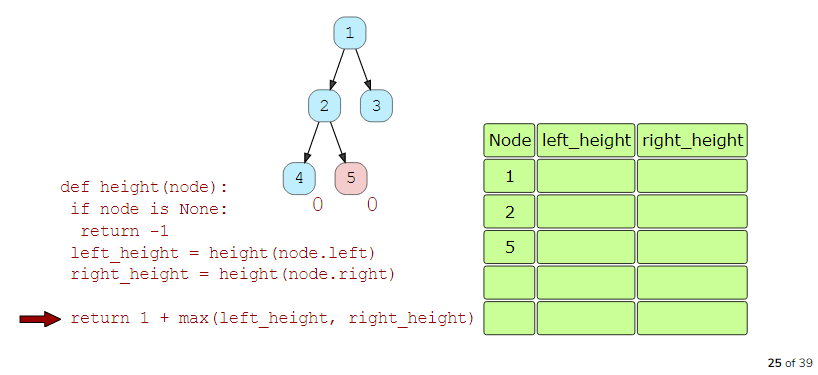 1
2 3
4 5
0 0
def height(node):
if node is None:
return -1
left_height = height(node.left)
right_height = height(node.right)
return 1 + max(left_height, right_height)
Node left_height right_height
1
2
5
25 of 39